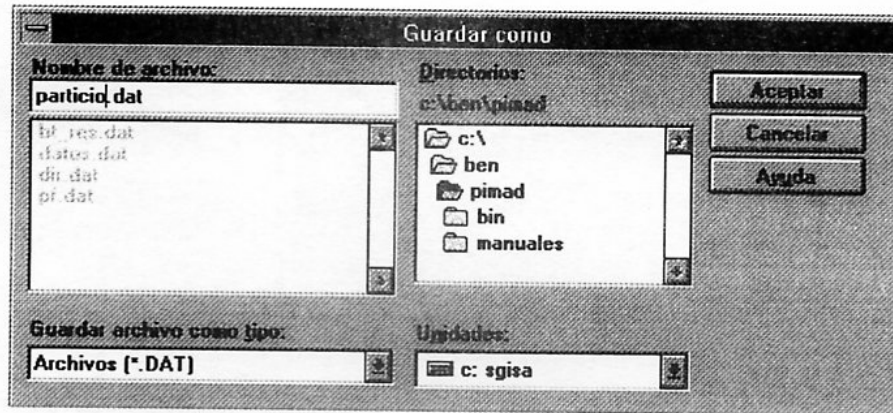 Guardar como
Nombre de archivo:
particio.dat
bt_res.dat
datos.dat
dir.dat
pf.dat
Guardar archivo como tipo:
Archivos (*.DAT)
Directorios:
c:\ben\pimad
c:\
ben
pimad
bin
manuales
Unidades:
c: sgisa
Aceptar
Cancelar
Ayuda